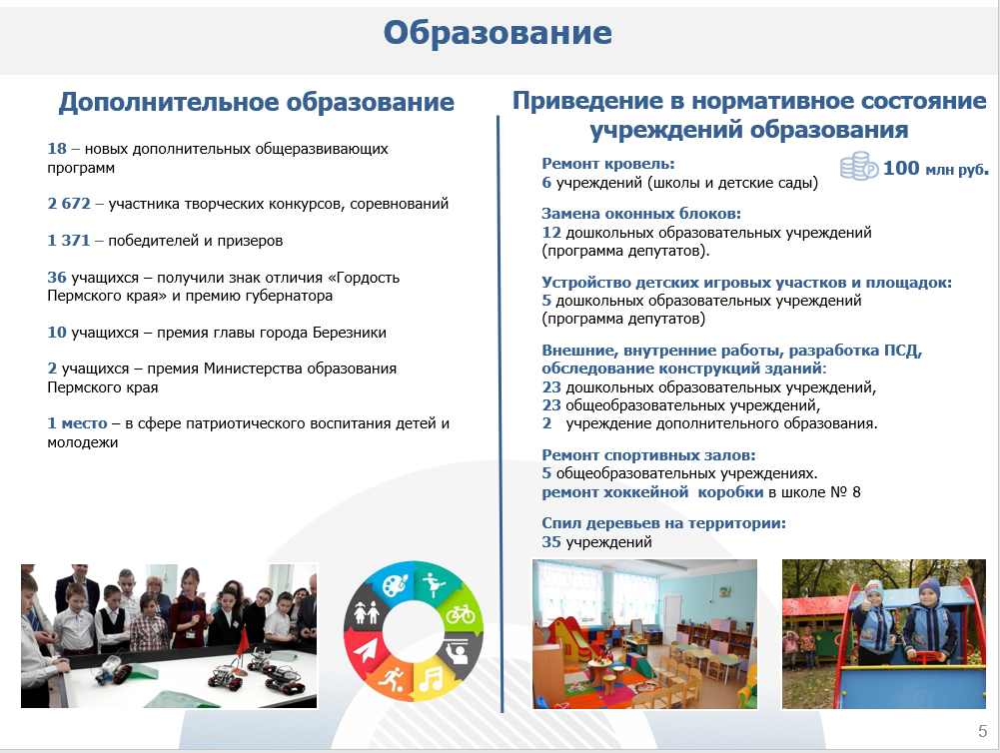 Образование
Дополнительное образование
18 – новых дополнительных общеразвивающих
программ
2 672 – участника творческих конкурсов, соревнований
1 371 – победителей и призеров
36 учащихся – получили знак отличия «Гордость
Пермского края» и премию губернатора
10 учащихся – премия главы города Березники
2 учащихся – премия Министерства образования
Пермского края
1 место – в сфере патриотического воспитания детей и
молодежи
Приведение в нормативное состояние
учреждений образования
100 млн руб.
Ремонт кровель:
6 учреждений (школы и детские сады)
Замена оконных блоков:
12 дошкольных образовательных учреждений
(программа депутатов).
Устройство детских игровых участков и площадок:
5 дошкольных образовательных учреждений
(программа депутатов)
Внешние, внутренние работы, разработка ПСД,
обследование конструкций зданий:
23 дошкольных образовательных учреждений,
23 общеобразовательных учреждений,
2 учреждение дополнительного образования.
Ремонт спортивных залов:
5 общеобразовательных учреждениях.
ремонт хоккейной коробки в школе № 8
Спил деревьев на территории:
35 учреждений
5